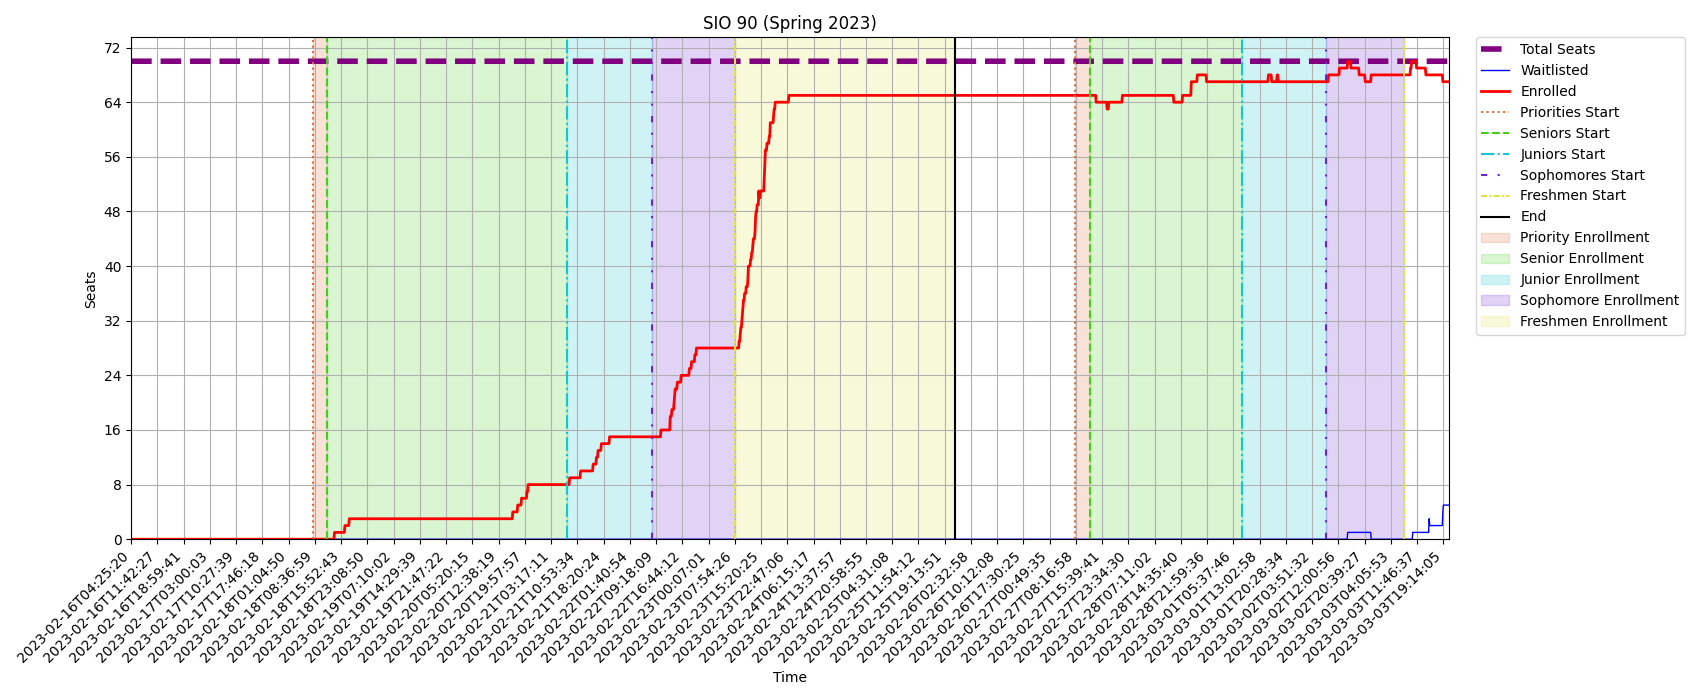 SIO 90 (Spring 2023)
72
64
56
48
40
32
24
16
8
0
Seats
2023-02-16T04:25:20
2023-02-16T11:42:27
2023-02-16T18:59:41
2023-02-17T03:00:03
2023-02-17T10:27:39
2023-02-17T17:46:18
2023-02-18T01:04:50
2023-02-18T08:36:59
2023-02-18T15:52:43
2023-02-18T23:08:50
2023-02-19T07:10:02
2023-02-19T14:29:39
2023-02-19T21:47:22
2023-02-20T05:20:15
2023-02-20T12:38:19
2023-02-20T19:57:57
2023-02-21T03:17:11
2023-02-21T10:53:34
2023-02-21T18:20:24
2023-02-22T01:40:54
2023-02-22T09:18:09
2023-02-22T16:44:12
2023-02-23T00:07:01
2023-02-23T07:54:26
2023-02-23T15:20:25
2023-02-23T22:47:06
2023-02-24T06:15:17
2023-02-24T13:37:57
2023-02-24T20:58:55
2023-02-25T04:31:08
2023-02-25T11:54:12
2023-02-25T19:13:51
2023-02-26T02:32:58
2023-02-26T10:12:08
2023-02-26T17:30:25
2023-02-27T00:49:35
2023-02-27T08:16:58
2023-02-27T15:39:41
2023-02-27T23:34:30
2023-02-28T07:11:02
2023-02-28T14:35:40
2023-02-28T21:59:36
2023-03-01T05:37:46
2023-03-01T13:02:58
2023-03-01T20:28:34
2023-03-02T03:51:32
2023-03-02T12:00:56
2023-03-02T20:39:27
2023-03-03T04:05:53
2023-03-03T11:46:37
2023-03-03T19:14:05
Time
Total Seats
Waitlisted
Enrolled
Priorities Start
Seniors Start
Juniors Start
Sophomores Start
Freshmen Start
End
Priority Enrollment
Senior Enrollment
Junior Enrollment
Sophomore Enrollment
Freshmen Enrollment